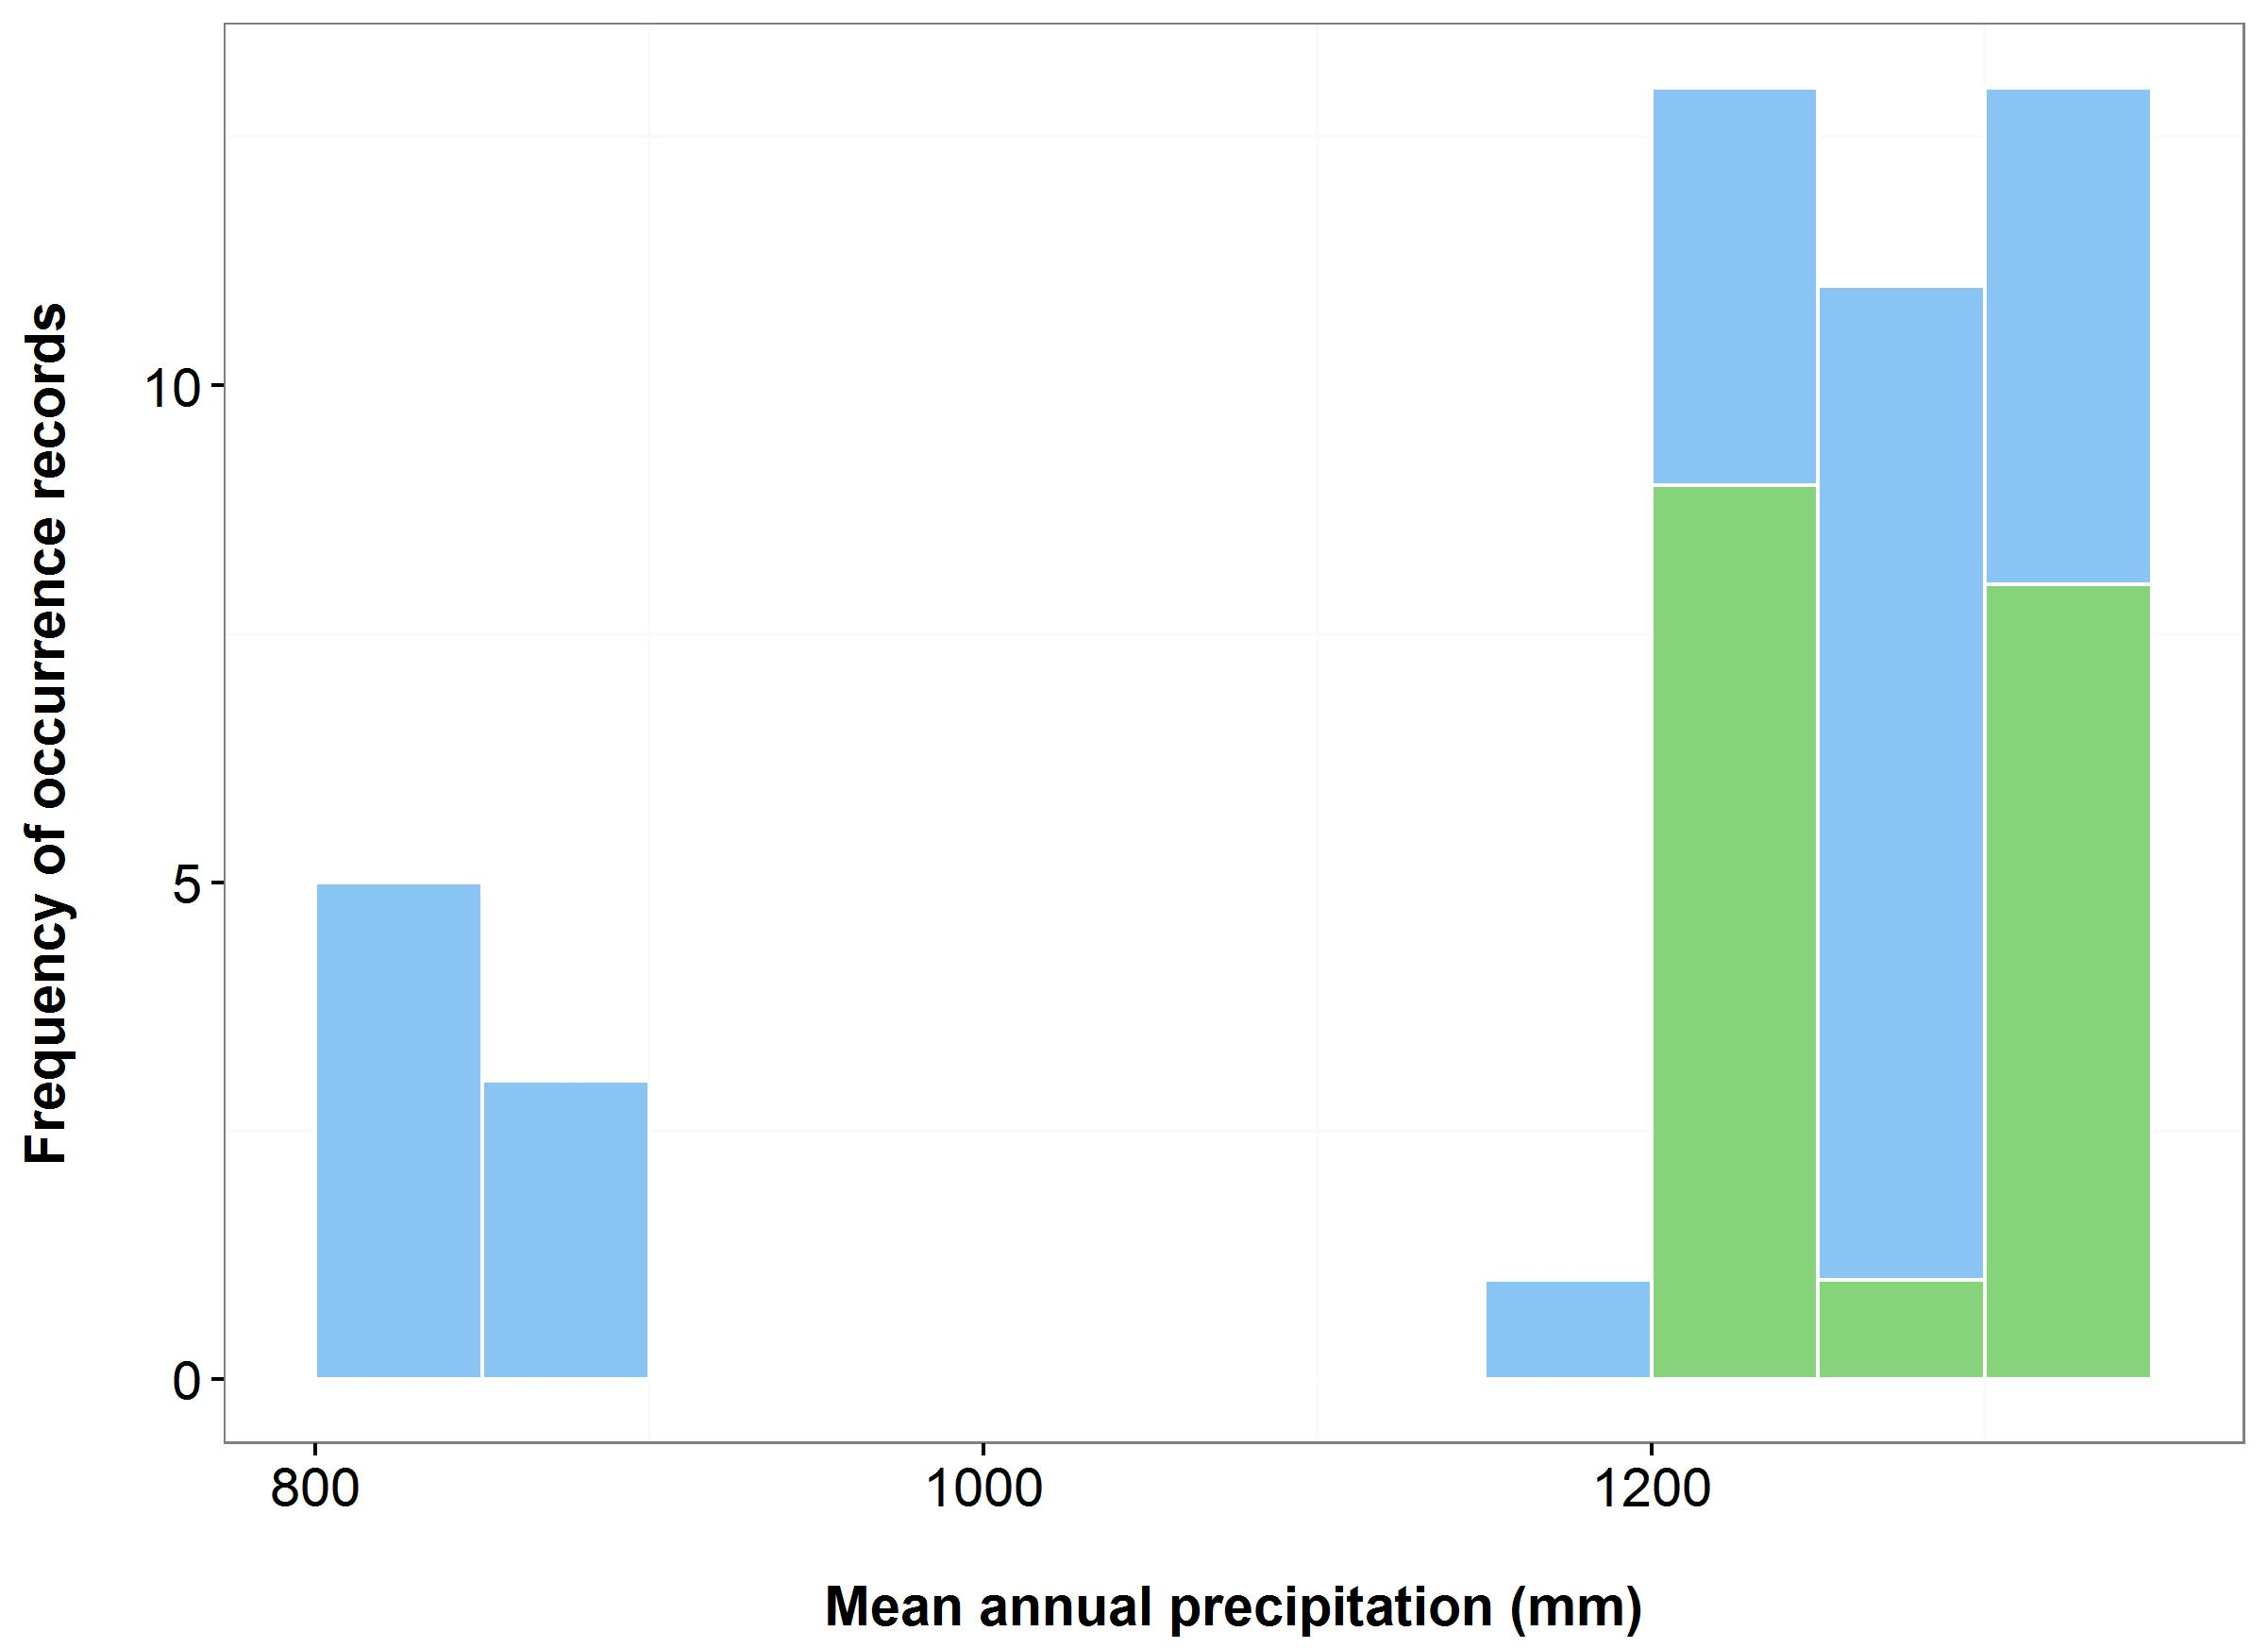 Frequency of occurrence records
10
5
0
800 1000 1200
Mean annual precipitation (mm)